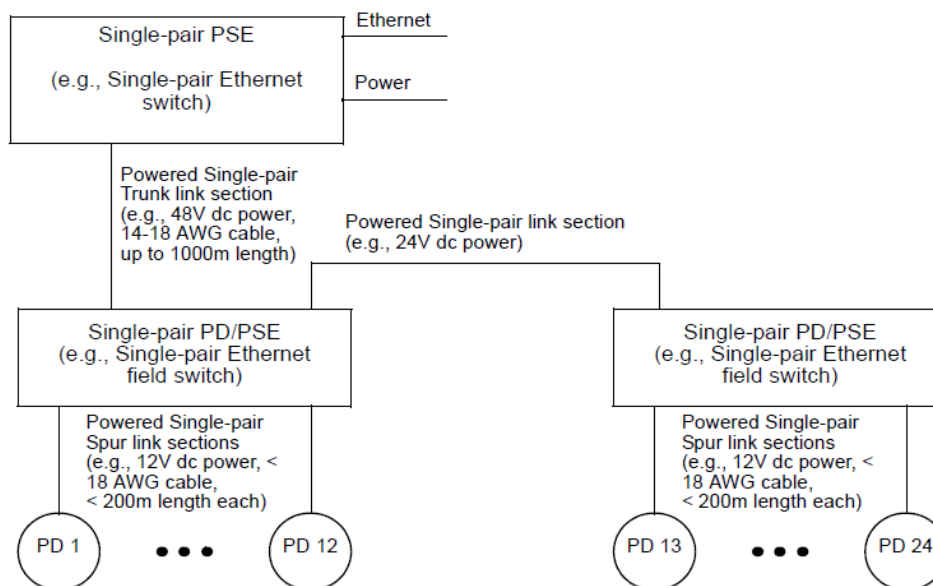 Single-pair PSE
(e.g., Single-pair Ethernet
switch)
Ethernet
Power
Powered Single-pair
Trunk link section
(e.g., 48V dc power,
14-18 AWG cable,
up to 1000m length)
Powered Single-pair link section
(e.g., 24V dc power)
Single-pair PD/PSE
(e.g., Single-pair Ethernet
field switch)
Single-pair PD/PSE
(e.g., Single-pair Ethernet
field switch)
Powered Single-pair
Spur link sections
(e.g., 12V dc power, <
18 AWG cable,
< 200m length each)
Powered Single-pair
Spur link sections
(e.g., 12V dc power, <
18 AWG cable,
< 200m length each)
PD 1
PD 12
PD 13
PD 24